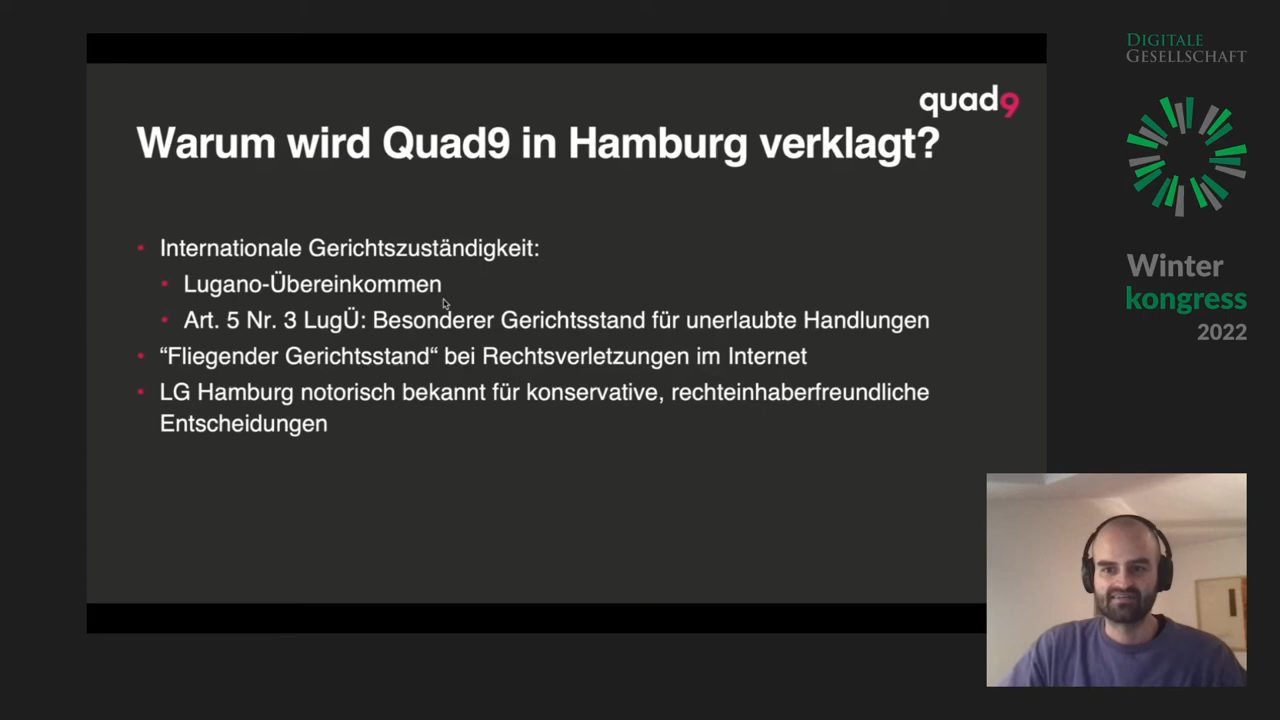 DIGITALE
GESELLSCHAFT
quad9
Warum wird Quad9 in Hamburg verklagt?
• Internationale Gerichtszuständigkeit:
• Lugano-Übereinkommen
• Art. 5 Nr. 3 LugÜ: Besonderer Gerichtsstand für unerlaubte Handlungen
• “Fliegender Gerichtsstand“ bei Rechtsverletzungen im Internet
• LG Hamburg notorisch bekannt für konservative, rechteinhaberfreundliche
Entscheidungen
Winter
kongress
2022